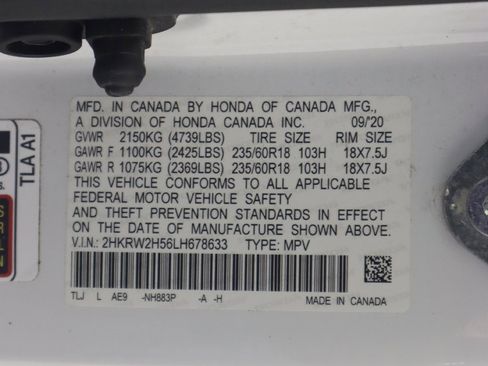 MFD. IN CANADA BY HONDA OF CANADA MFG.,
A DIVISION OF HONDA CANADA INC. 09/'20
GVWR 2150KG (4739LBS) TIRE SIZE RIM SIZE
GAWR F 1100KG (2425LBS) 235/60R18 103H 18X7.5J
GAWR R 1075KG (2369LBS) 235/60R18 103H 18X7.5J
THIS VEHICLE CONFORMS TO ALL APPLICABLE
FEDERAL MOTOR VEHICLE SAFETY
AND THEFT PREVENTION STANDARDS IN EFFECT
ON THE DATE OF MANUFACTURE SHOWN ABOVE.
V.I.N.: 2HKRW2H56LH678633 TYPE: MPV
TLJ L AE9 -NH883P -A -H MADE IN CANADA
TLA A1